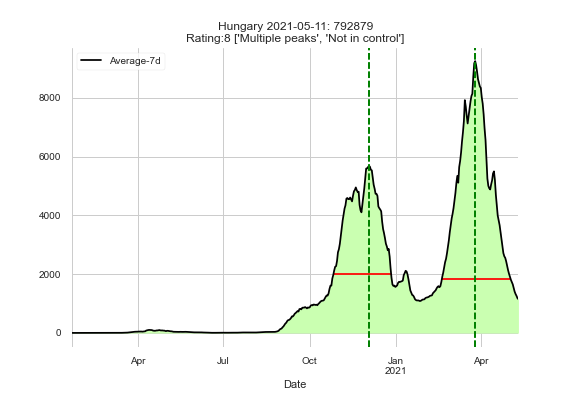 Hungary 2021-05-11: 792879
Rating:8 ['Multiple peaks', 'Not in control']
Average-7d
8000
6000
4000
2000
0
Apr
Jul
Oct
Jan
2021
Apr
Date